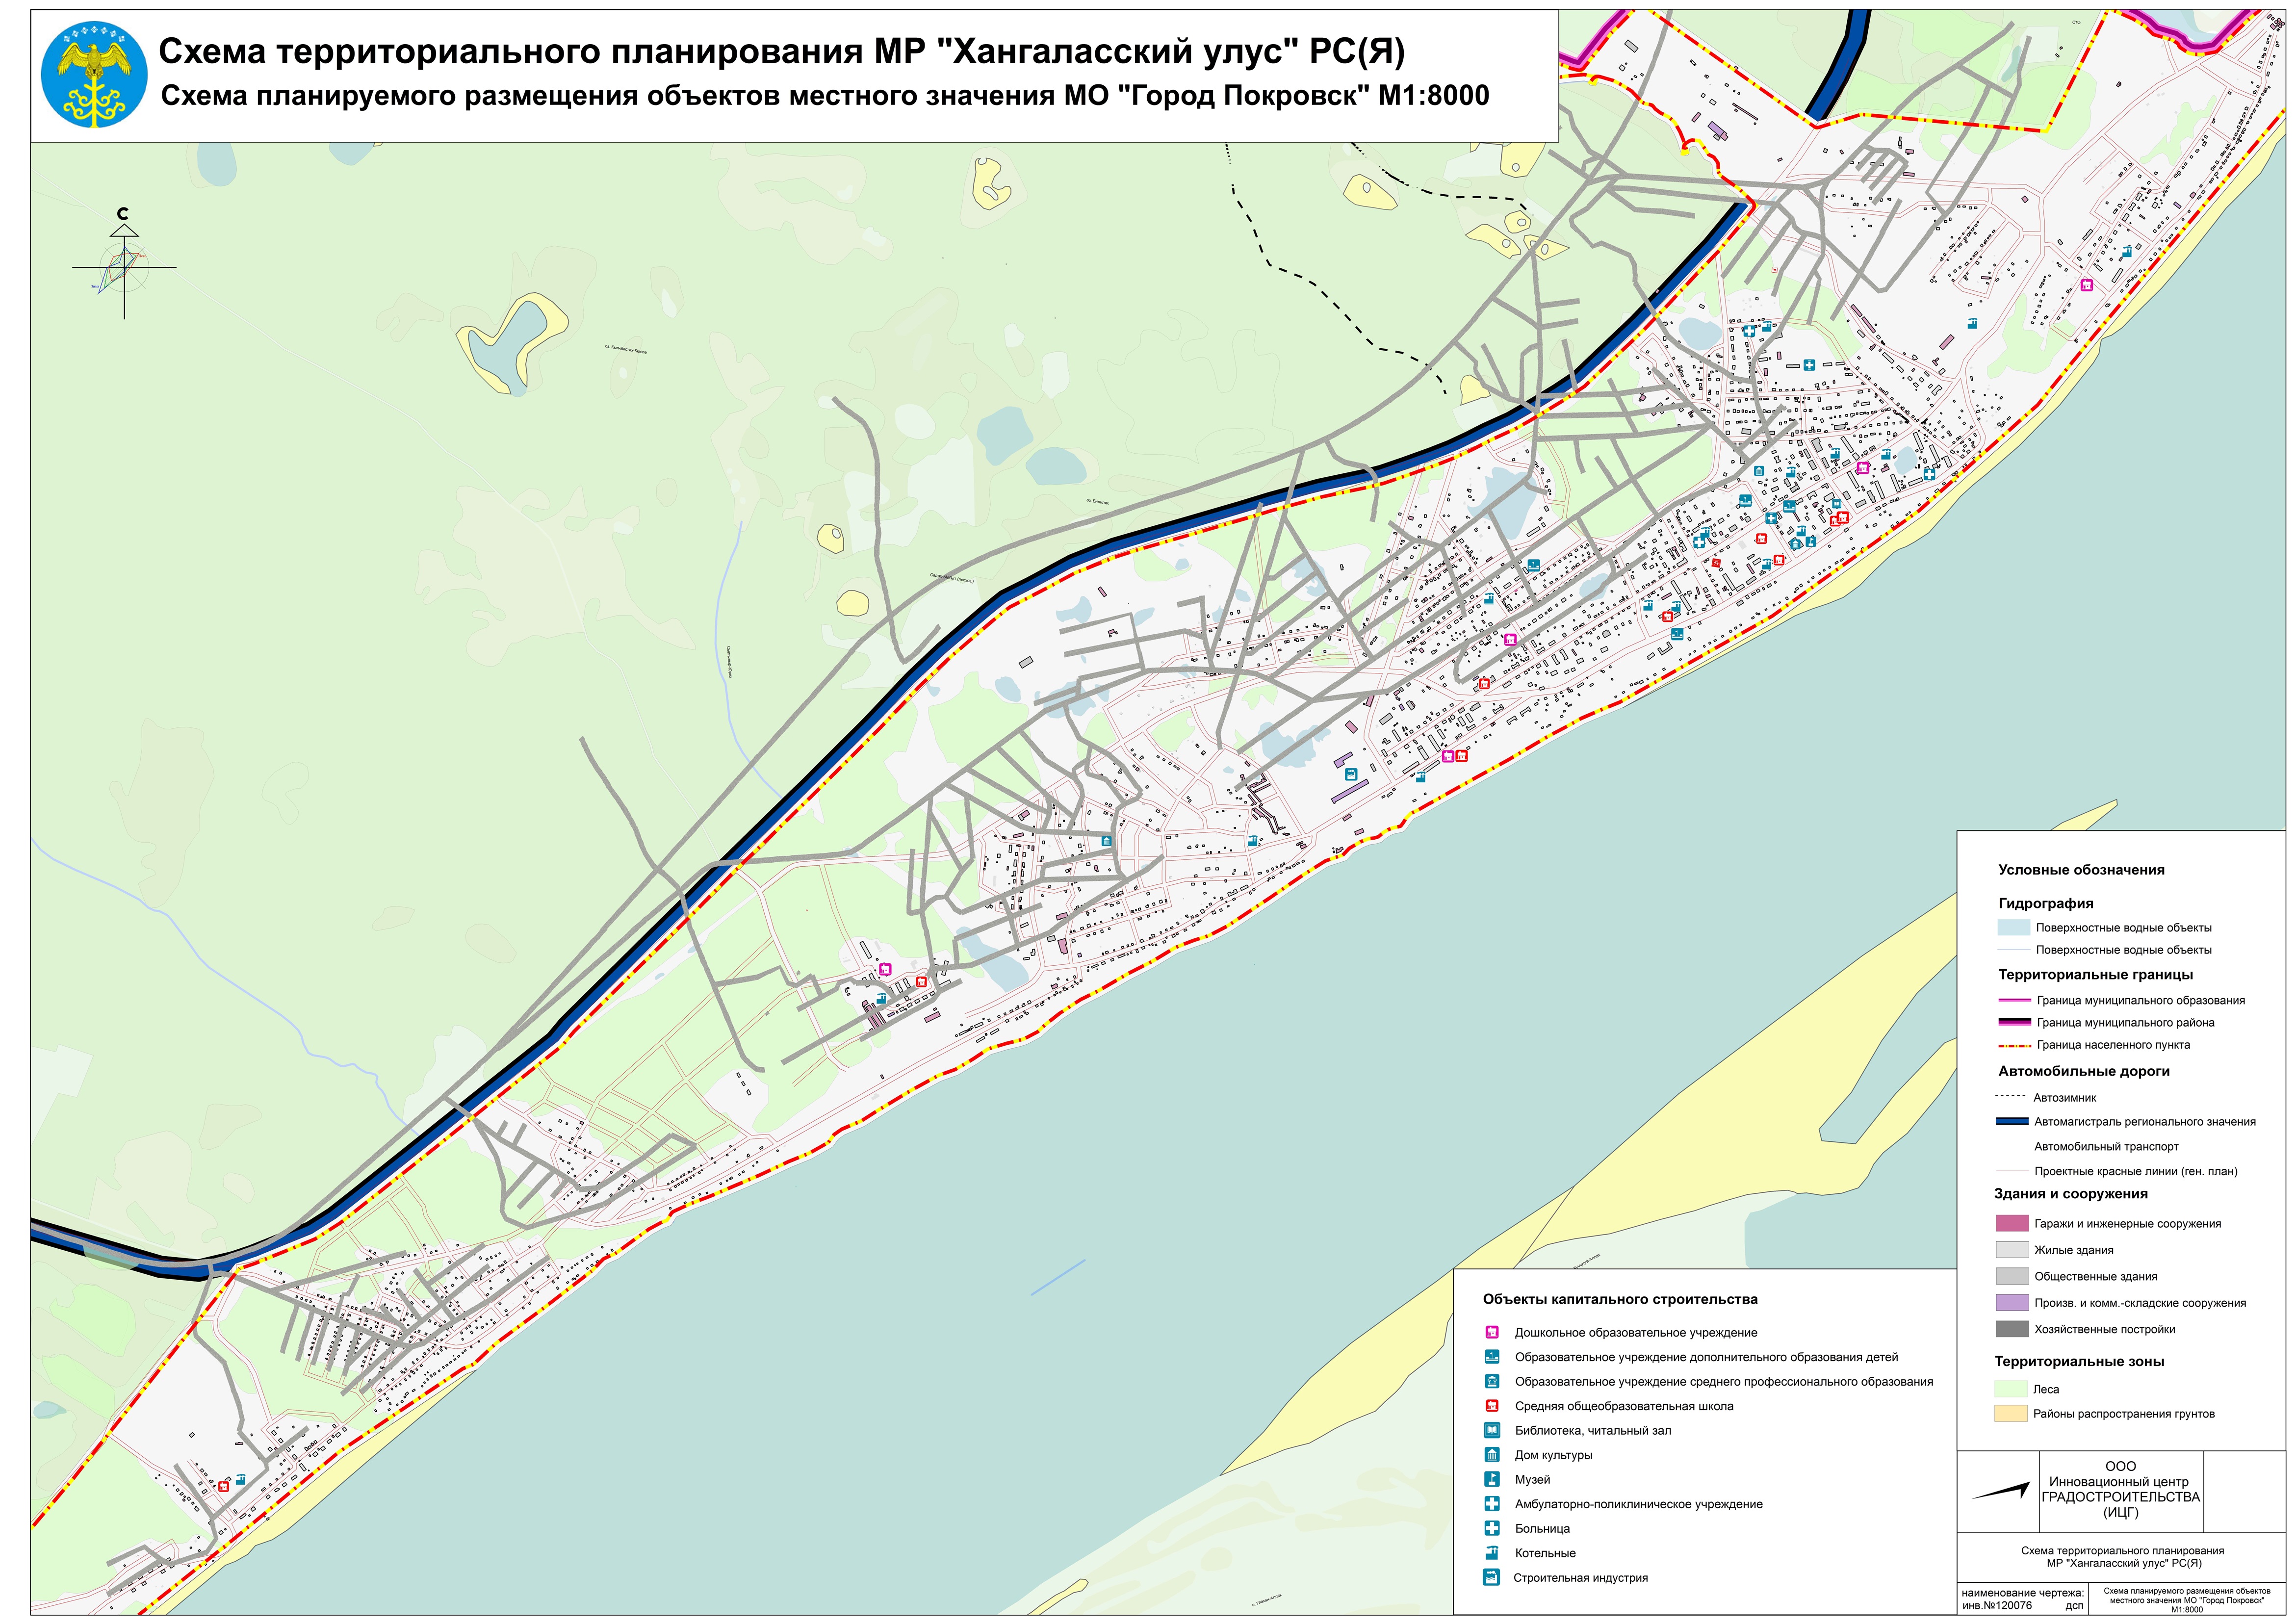 Схема территориального планирования МР "Хангаласский улус" РС(Я)
Схема планируемого размещения объектов местного значения МО "Город Покровск" М1:8000
С
оз. Билилях
Условные обозначения
Гидрография
Поверхностые водные объекты
Поверхностные водные объекты
Территориальные границы
Граница муниципального образования
Граница муниципального района
Граница населенного пункта
Автомобильные дороги
Автозимник
Автомагистраль регионального значения
Автомобильный транспорт
Проектные красные линии (ген. план)
Здания и сооружения
Гаражи и инженерные сооружения
Жилые здания
Общественные здания
Произв. и комм.-складские сооружения
Хозяйственные постройки
Территориальные зоны
Леса
Районы распространения грунтов
Объекты капитального строительства
Дошкольное образовательное учреждение
Образовательное учреждение дополнительного образования детей
Образовательное учреждение среднего профессионального образования
Средняя общеобразовательная школа
Библиотека, читальный зал
Дом культуры
Музей
Амбулаторно-поликлиническое учреждение
Больница
Котельные
Строительная индустрия
ООО
Инновационный центр
ГРАДОСТРОИТЕЛЬСТВА
(ИЦГ)
Схема территориального планирования
МР "Хангаласский улус" РС(Я)
наименование чертежа:
инв.№120076 дсп
Схема планируемого размещения объектов
местного значения МО "Город Покровск"
М1:8000